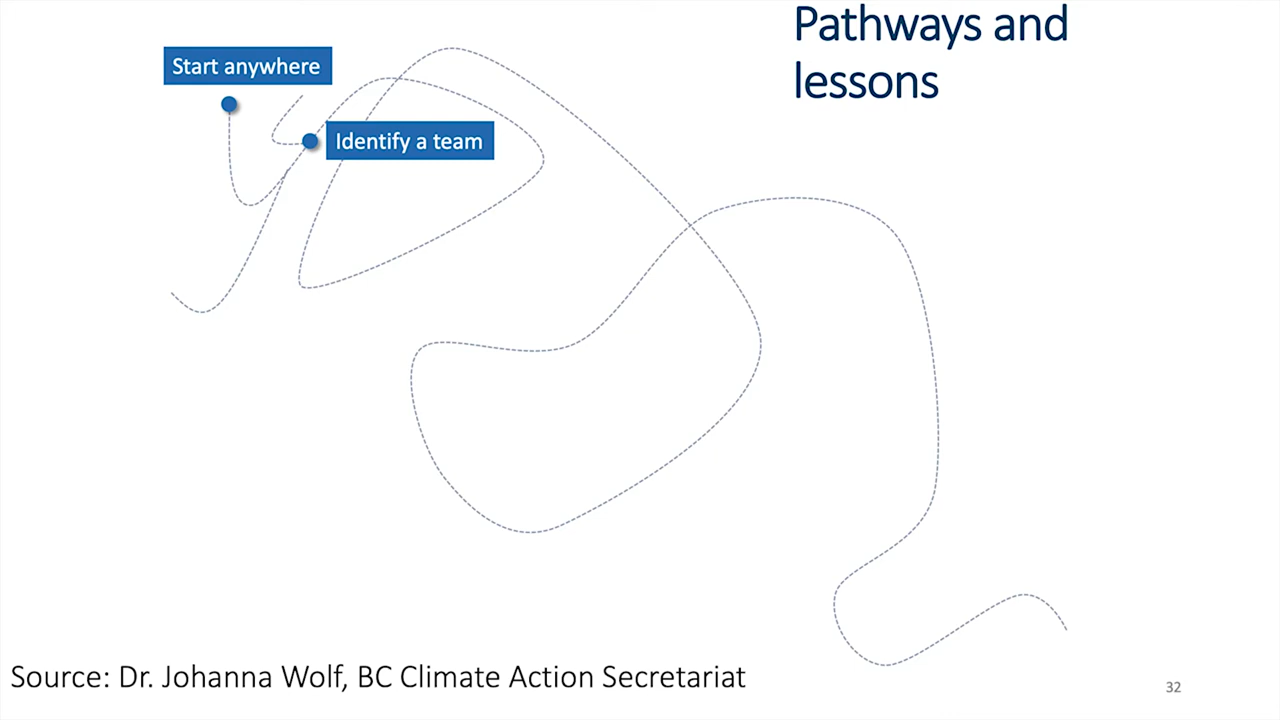 Pathways and
lessons
Start anywhere
Identify a team
Source: Dr. Johanna Wolf, BC Climate Action Secretariat
32